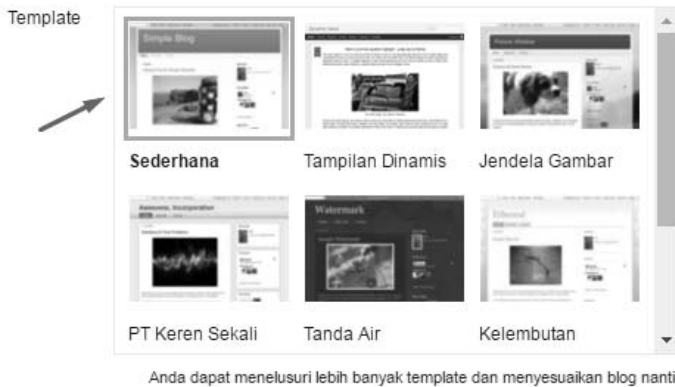 Template
Simple Blog
Sederhana
Tampilan Dinamis
Jendela Gambar
Awesome, Incorporation
Watermark
Ethereal
PT Keren Sekali
Tanda Air
Kelembutan
Anda dapat menelusuri lebih banyak template dan menyesuaikan blog nanti